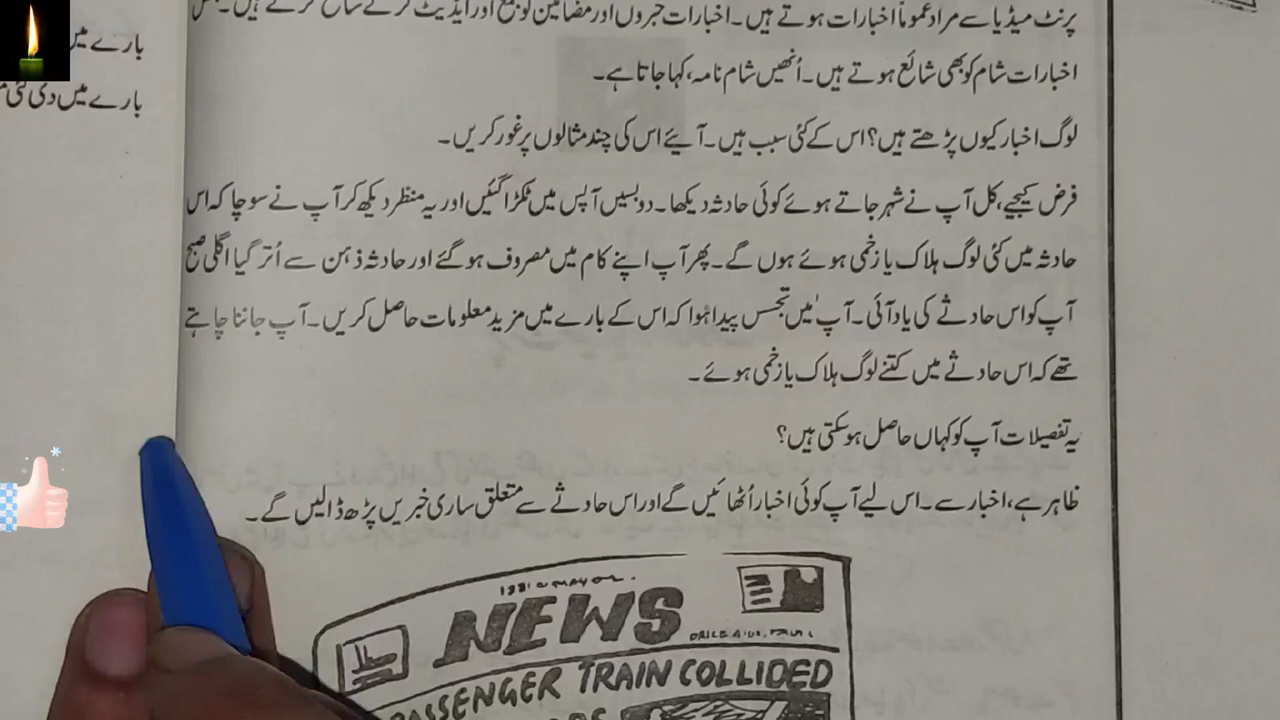 پرنٹ میڈیا سے مراد عموماً اخبارات ہوتے ہیں۔ اخبارات خبروں اور مضامین کو جمع اور ایڈیٹ کرکے شائع کرتے ہیں۔ بعض
اخبارات شام کو بھی شائع ہوتے ہیں۔ اُنھیں شام نامہ، کہا جاتا ہے۔
لوگ اخبار کیوں پڑھتے ہیں؟ اس کے کئی سبب ہیں۔ آیئے اس کی چند مثالوں پر غور کریں۔
فرض کیجیے، کل آپ نے شہر جاتے ہوئے کوئی حادثہ دیکھا۔ دو بسیں آپس میں ٹکرا گئیں اور یہ منظر دیکھ کر آپ نے سوچا کہ اس
حادثہ میں کئی لوگ ہلاک یا زخمی ہوئے ہوں گے۔ پھر آپ اپنے کام میں مصروف ہوگئے اور حادثہ ذہن سے اُتر گیا اگلی صبح
آپ کو اس حادثے کی یاد آئی۔ آپ میں تجسس پیدا ہوا کہ اس کے بارے میں مزید معلومات حاصل کریں۔ آپ جاننا چاہتے
تھے کہ اس حادثے میں کتنے لوگ ہلاک یا زخمی ہوئے۔
یہ تفصیلات آپ کو کہاں حاصل ہوسکتی ہیں؟
ظاہر ہے، اخبار سے۔ اس لیے آپ کوئی اخبار اُٹھائیں گے اور اس حادثے سے متعلق ساری خبریں پڑھ ڈالیں گے۔
NEWS
PASSENGER TRAIN COLLIDED
بارے میں
بارے میں دی گئی